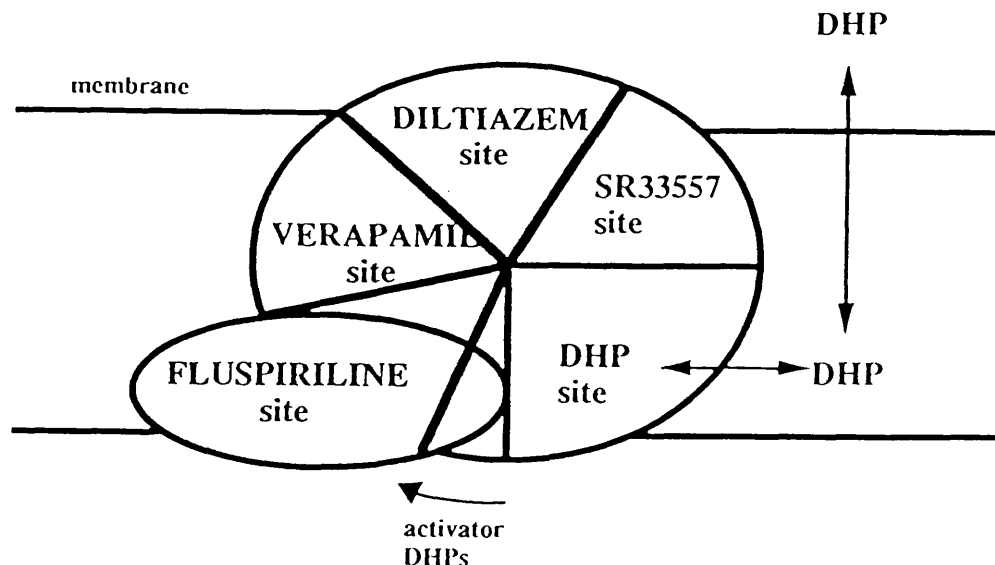 DHP
membrane
DILTIAZEM
site
SR33557
site
VERAPAMIL
site
FLUSPIRILINE
site
DHP
site
DHP
activator
DHPs